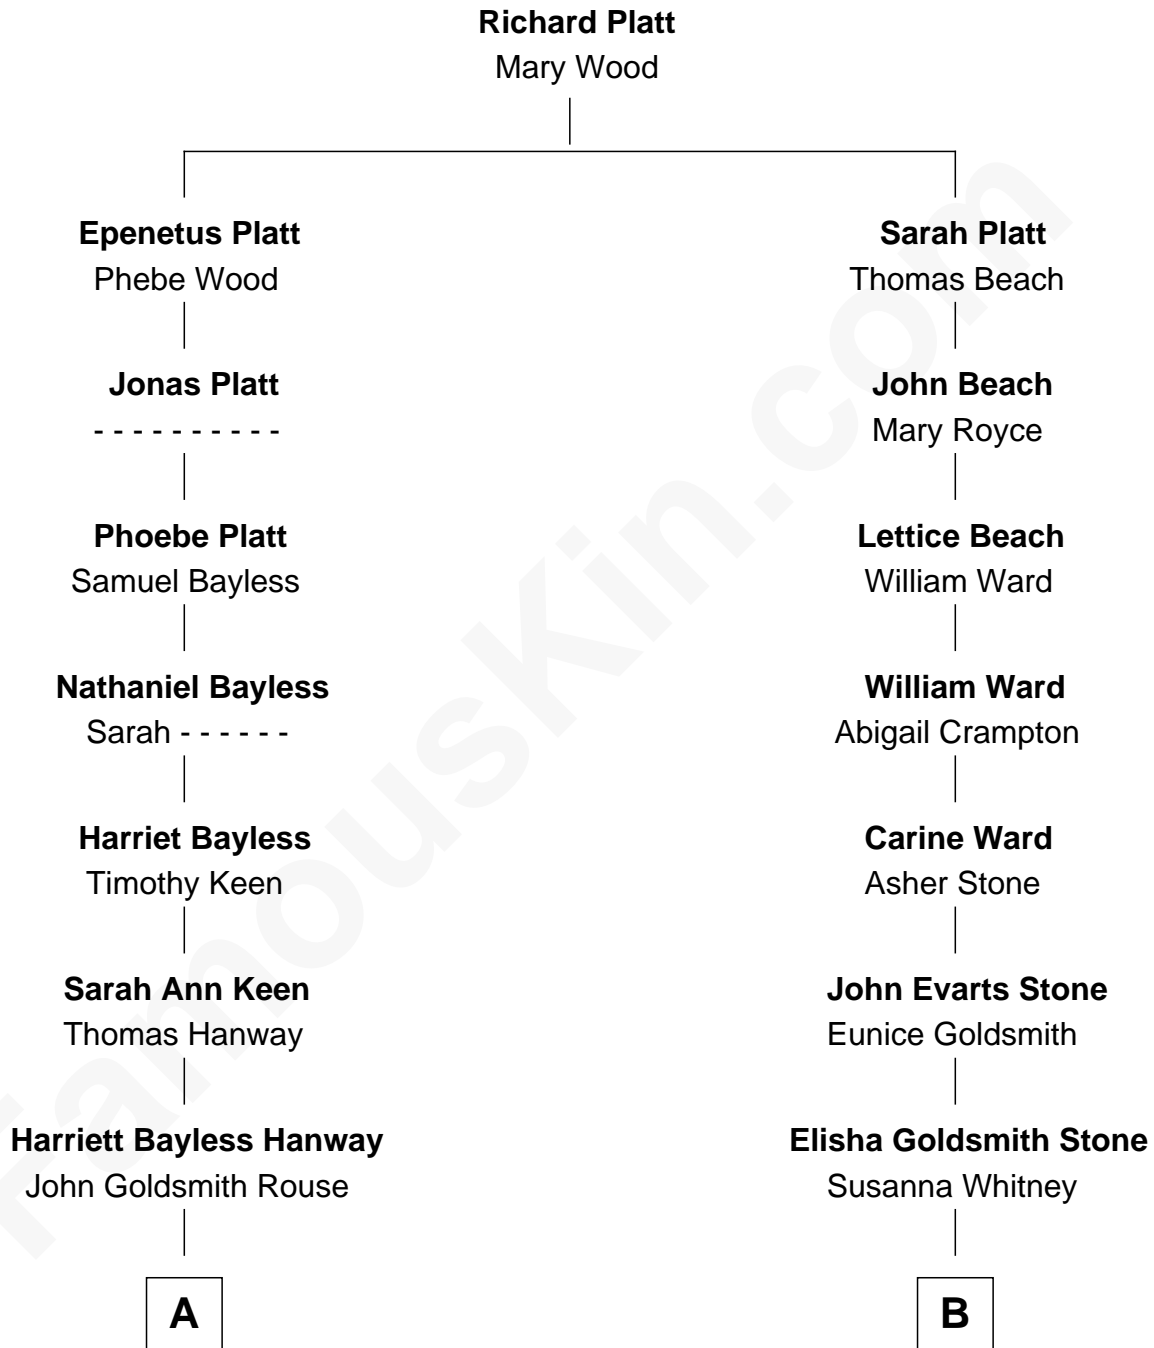 Richard Platt
Mary Wood
Epenetus Platt
Phebe Wood
Jonas Platt
- - - - - - - - - -
Phoebe Platt
Samuel Bayless
Nathaniel Bayless
Sarah - - - - - -
Harriet Bayless
Timothy Keen
Sarah Ann Keen
Thomas Hanway
Harriett Bayless Hanway
John Goldsmith Rouse
A
Sarah Platt
Thomas Beach
John Beach
Mary Royce
Lettice Beach
William Ward
William Ward
Abigail Crampton
Carine Ward
Asher Stone
John Evarts Stone
Eunice Goldsmith
Elisha Goldsmith Stone
Susanna Whitney
B
FamousKin.com